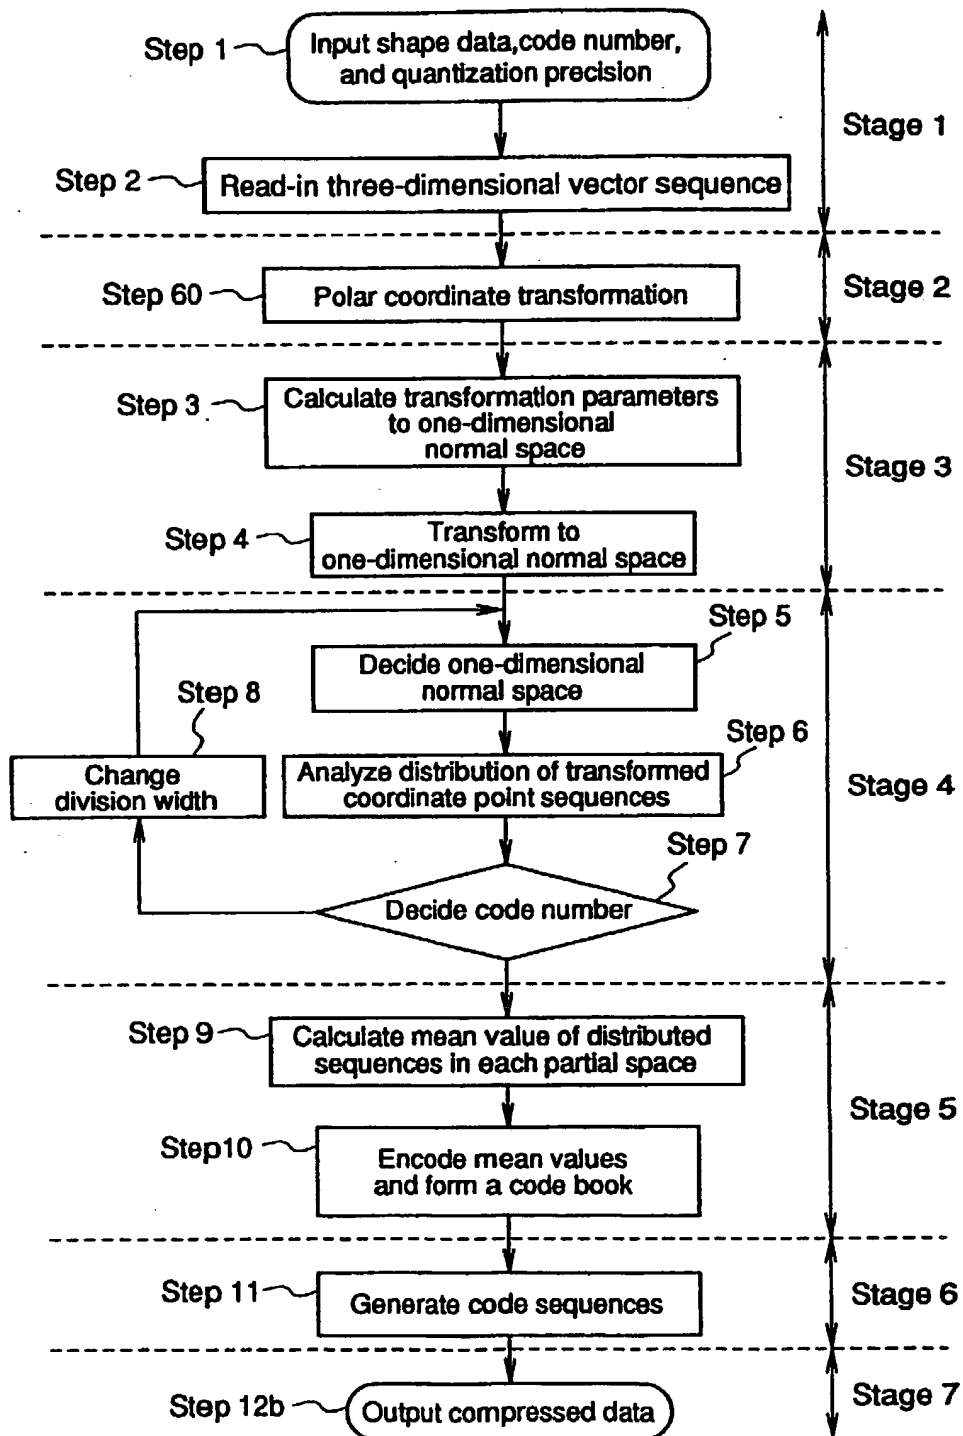 Step 1
Input shape data,code number,
and quantization precision
Stage 1
Step 2
Read-in three-dimensional vector sequence
Step 60
Polar coordinate transformation
Stage 2
Step 3
Calculate transformation parameters
to one-dimensional
normal space
Stage 3
Step 4
Transform to
one-dimensional normal space
Step 5
Decide one-dimensional
normal space
Step 8
Change
division width
Step 6
Analyze distribution of transformed
coordinate point sequences
Stage 4
Step 7
Decide code number
Step 9
Calculate mean value of distributed
sequences in each partial space
Stage 5
Step10
Encode mean values
and form a code book
Step 11
Generate code sequences
Stage 6
Step 12b
Output compressed data
Stage 7